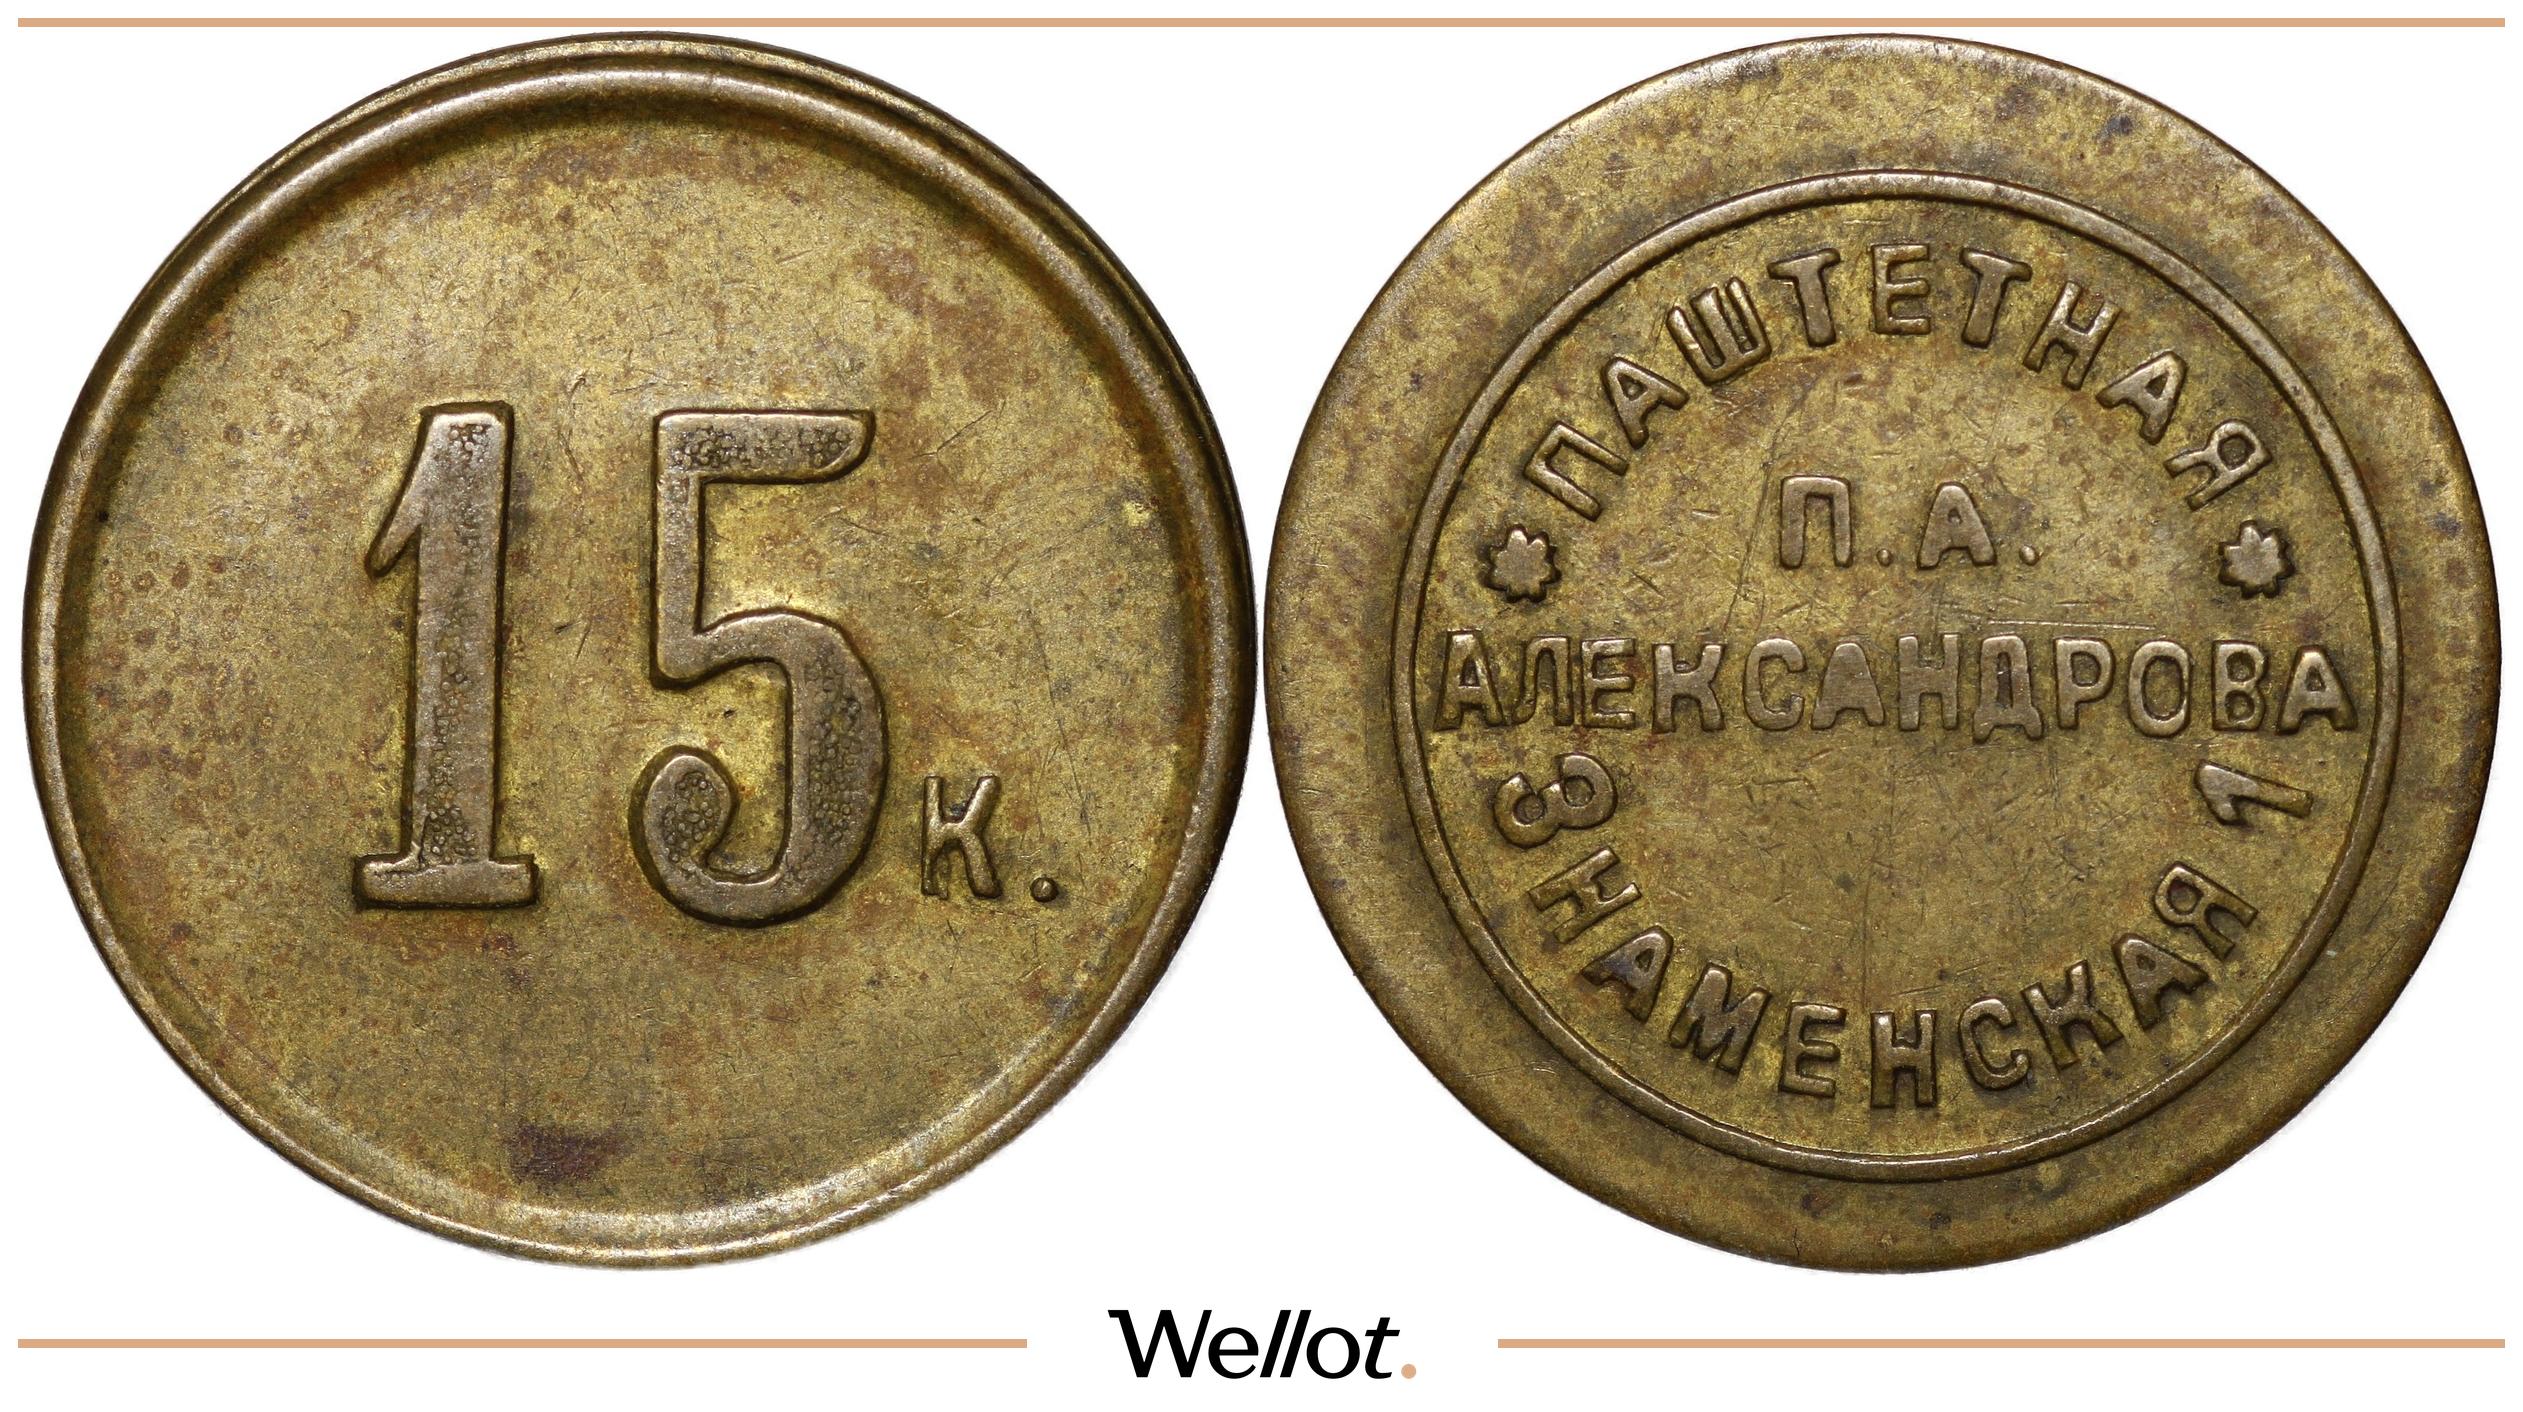 15 К.
ПАШТЕТНАЯ
П. А.
АЛЕКСАНДРОВА
ЗНАМЕНСКАЯ 1
Wellot.